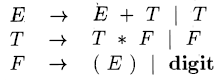 E → E + T | T
T → T * F | F
F → ( E ) | digit